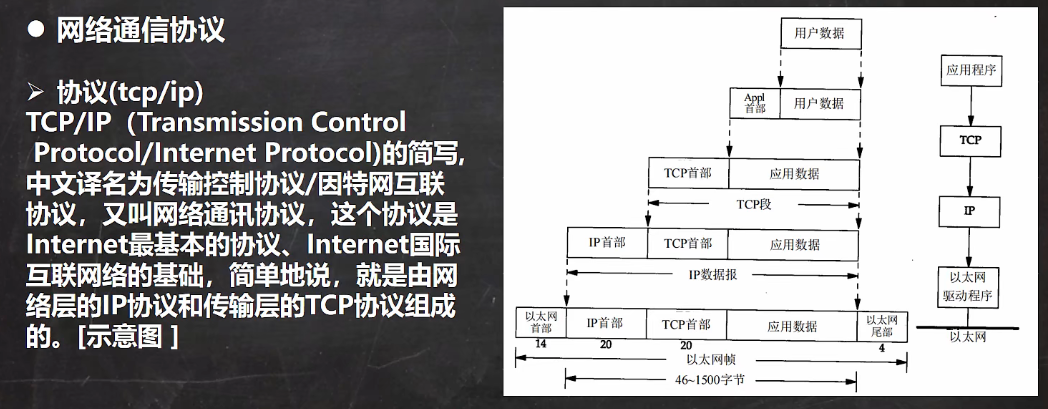 ● 网络通信协议
➢ 协议(tcp/ip)
TCP/IP（Transmission Control
Protocol/Internet Protocol)的简写,
中文译名为传输控制协议/因特网互联
协议，又叫网络通讯协议，这个协议是
Internet最基本的协议、Internet国际
互联网络的基础，简单地说，就是由网
络层的IP协议和传输层的TCP协议组成
的。[示意图 ]
用户数据
Appl
首部
用户数据
TCP首部
应用数据
TCP段
IP首部
TCP首部
应用数据
IP数据报
以太网
首部
IP首部
TCP首部
应用数据
以太网
尾部
14
20
20
4
以太网帧
46~1500字节
应用程序
TCP
IP
以太网
驱动程序
以太网